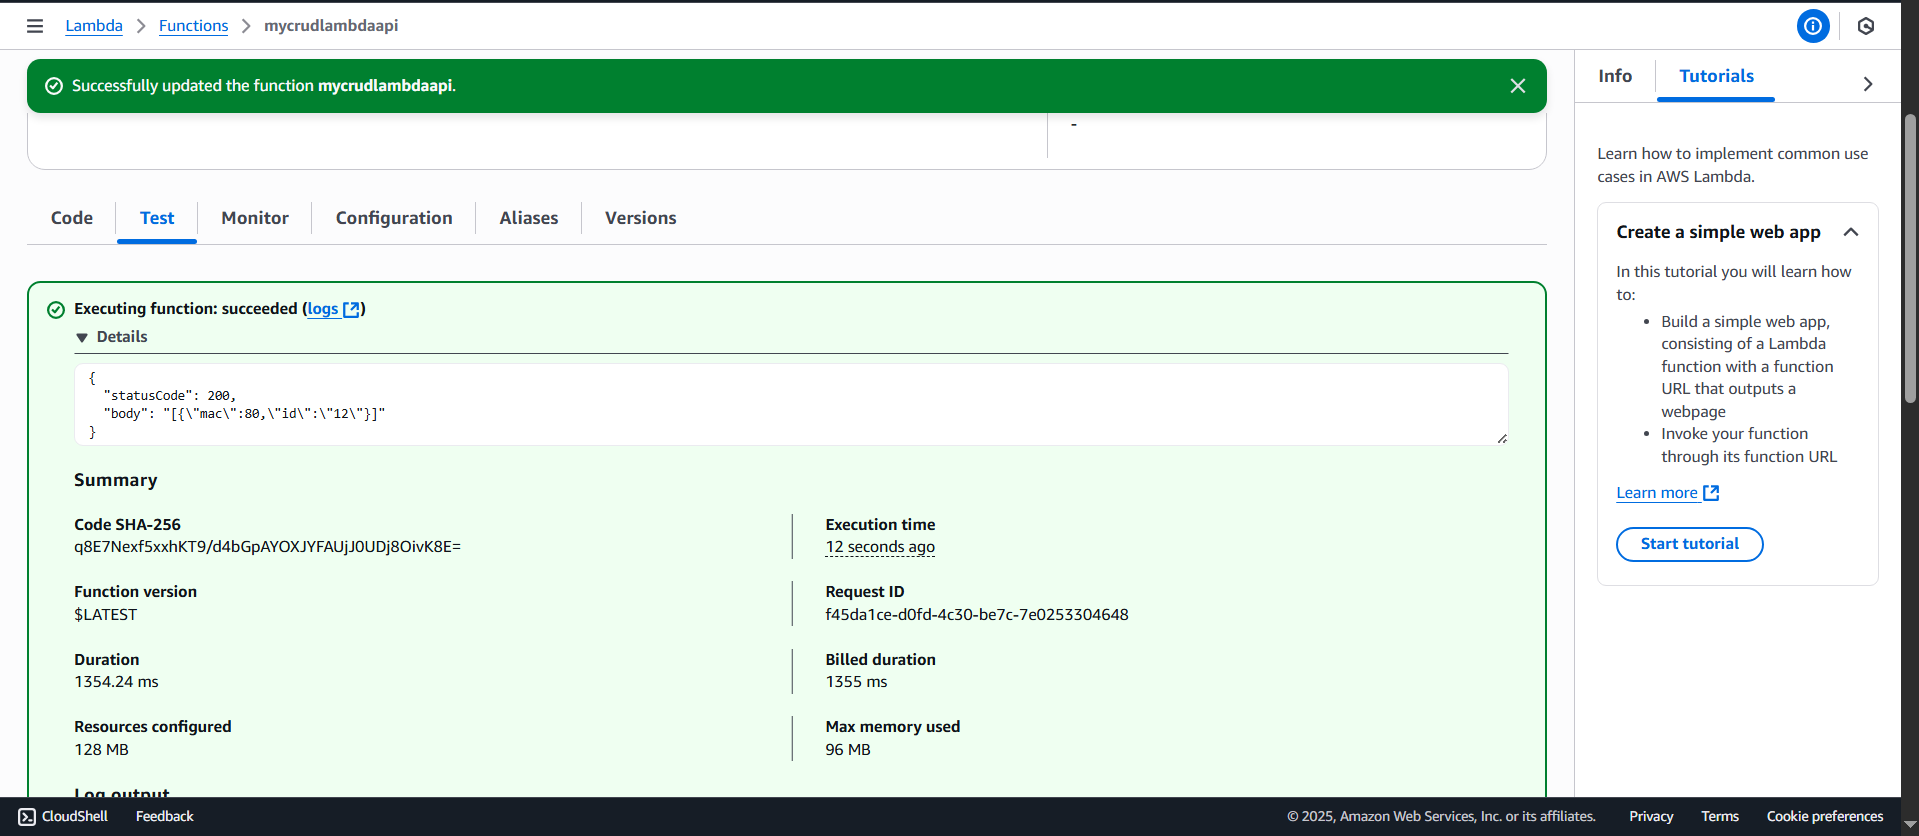 Lambda
Functions
mycrudlambdaapi
Successfully updated the function mycrudlambdaapi.
-
Code
Test
Monitor
Configuration
Aliases
Versions
Executing function: succeeded (logs)
Details
{
"statusCode": 200,
"body": "[{\"mac\":80,\"id\":\"12\"}]"
}
Summary
Code SHA-256
q8E7Nexf5xxhKT9/d4bGpAYOXJYFAUjJ0UDj8OivK8E=
Execution time
12 seconds ago
Function version
$LATEST
Request ID
f45da1ce-d0fd-4c30-be7c-7e0253304648
Duration
1354.24 ms
Billed duration
1355 ms
Resources configured
128 MB
Max memory used
96 MB
Log output
Info
Tutorials
Learn how to implement common use
cases in AWS Lambda.
Create a simple web app
In this tutorial you will learn how
to:
• Build a simple web app,
consisting of a Lambda
function with a function
URL that outputs a
webpage
• Invoke your function
through its function URL
Learn more
Start tutorial
CloudShell
Feedback
© 2025, Amazon Web Services, Inc. or its affiliates.
Privacy
Terms
Cookie preferences